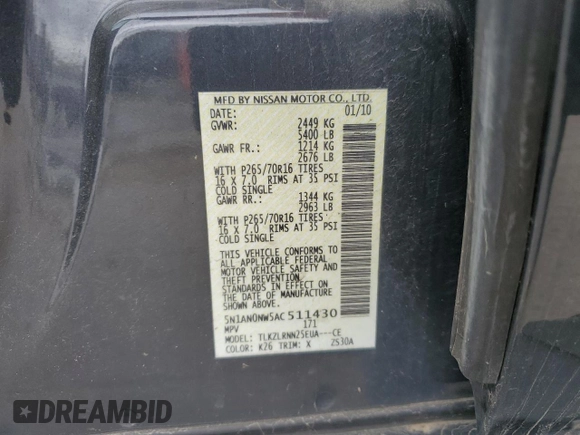 MFD BY NISSAN MOTOR CO., LTD.
DATE: 01/10
GVWR: 2449 KG
5400 LB
GAWR FR.: 1214 KG
2676 LB
WITH P265/70R16 TIRES
16 X 7.0 RIMS AT 35 PSI
COLD SINGLE
GAWR RR.: 1344 KG
2963 LB
WITH P265/70R16 TIRES
16 X 7.0 RIMS AT 35 PSI
COLD SINGLE
THIS VEHICLE CONFORMS TO
ALL APPLICABLE FEDERAL
MOTOR VEHICLE SAFETY AND
THEFT PREVENTION
STANDARDS IN EFFECT ON
THE DATE OF MANUFACTURE
SHOWN ABOVE.
5N1AN0NW5AC511430
MPV 171
MODEL: TLKZLRNN25EUA---CE
COLOR: K26 TRIM: X ZS30A
DREAMBID